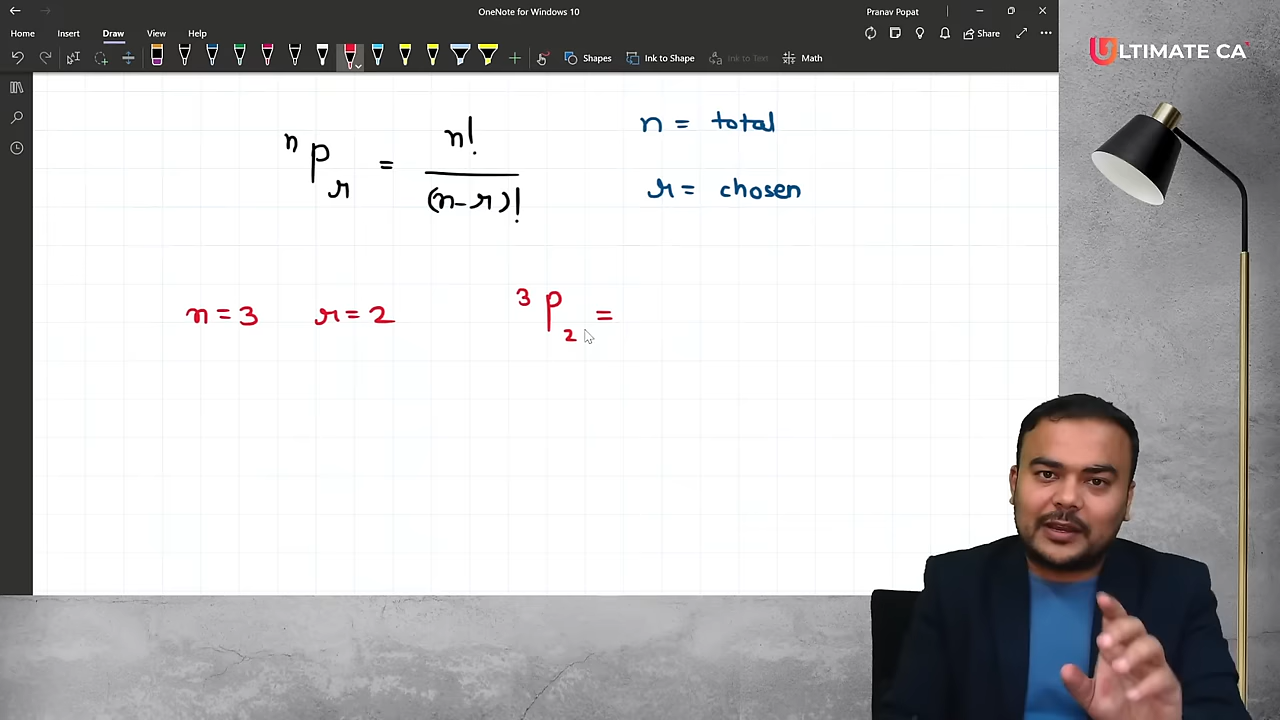 OneNote for Windows 10
Pranav Popat
Home Insert Draw View Help
Share
Shapes Ink to Shape Ink to Text Math
ULTIMATE CA
nPr = n! / (n-r)!
n = total
r = chosen
n = 3 r = 2 3P2 =